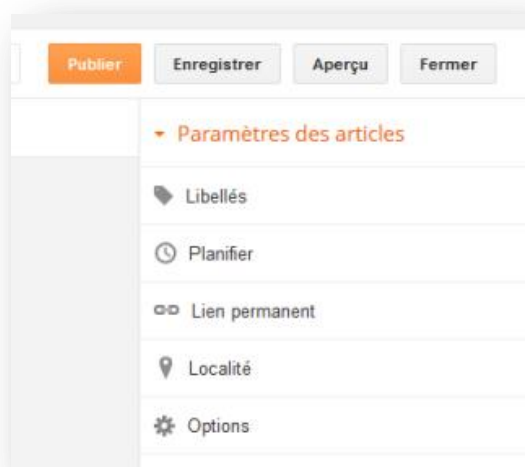 Publier Enregistrer Aperçu Fermer
Paramètres des articles
Libellés
Planifier
Lien permanent
Localité
Options